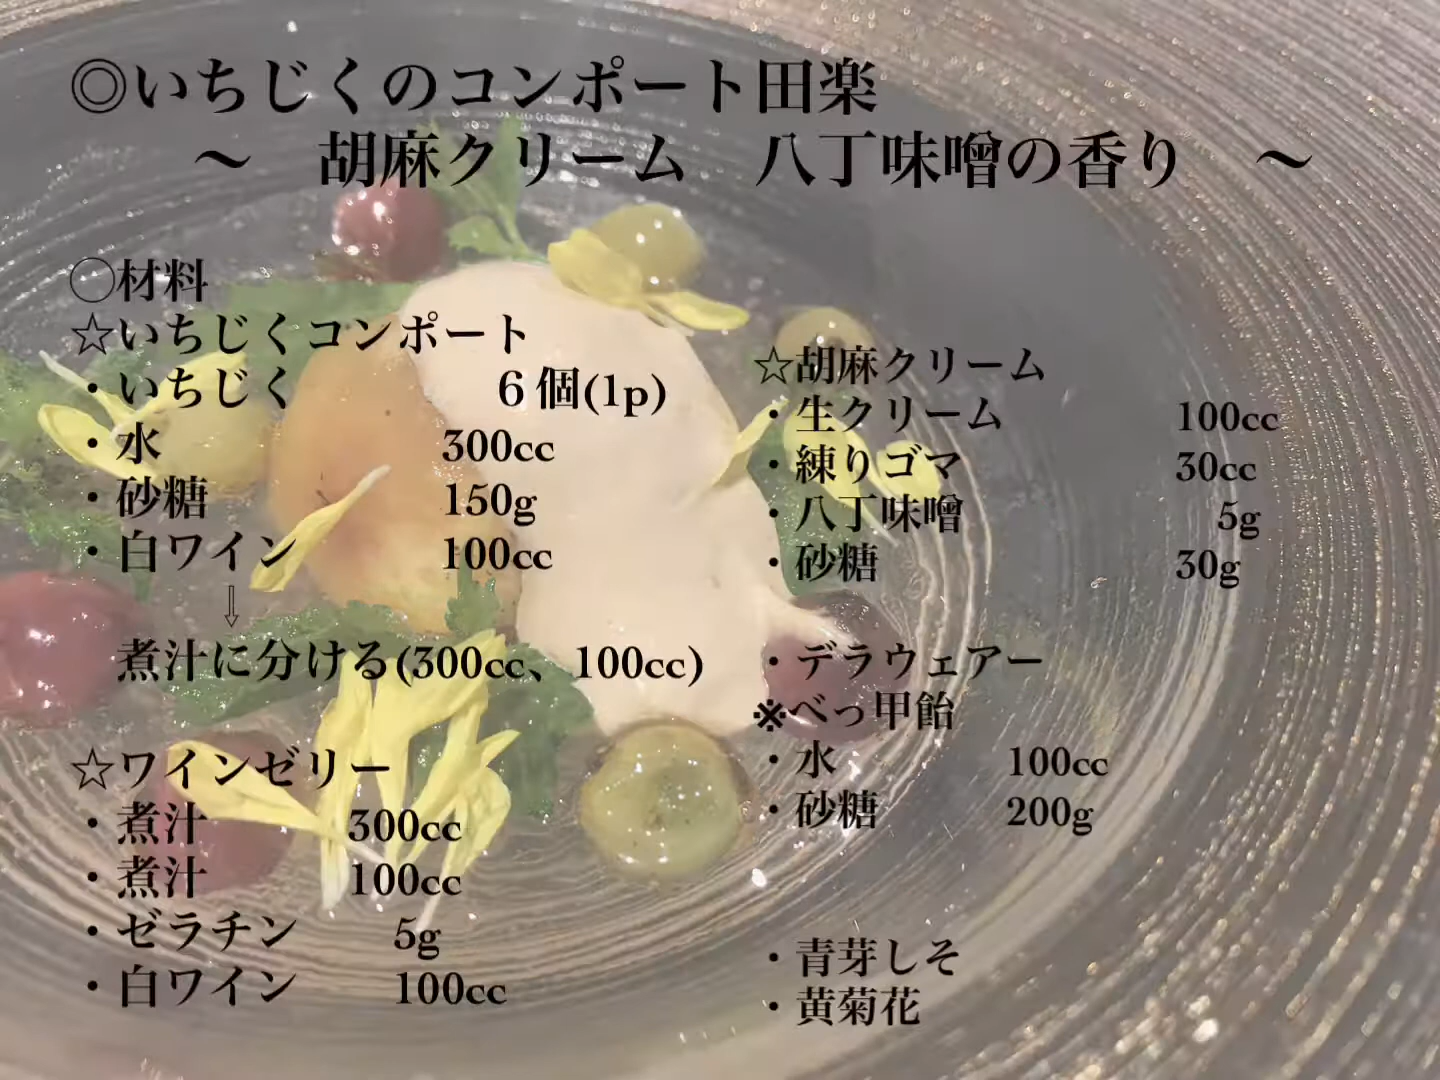 ◎いちじくのコンポート田楽
～　胡麻クリーム　八丁味噌の香り　～
◯材料
☆いちじくコンポート
・いちじく　6個(1p)
・水　300cc
・砂糖　150g
・白ワイン　100cc
⇩
煮汁に分ける(300cc、100cc)
☆ワインゼリー
・煮汁　300cc
・煮汁　100cc
・ゼラチン　5g
・白ワイン　100cc
☆胡麻クリーム
・生クリーム　100cc
・練りゴマ　30cc
・八丁味噌　5g
・砂糖　30g
・デラウェアー
※べっ甲飴
・水　100cc
・砂糖　200g
・青芽しそ
・黄菊花